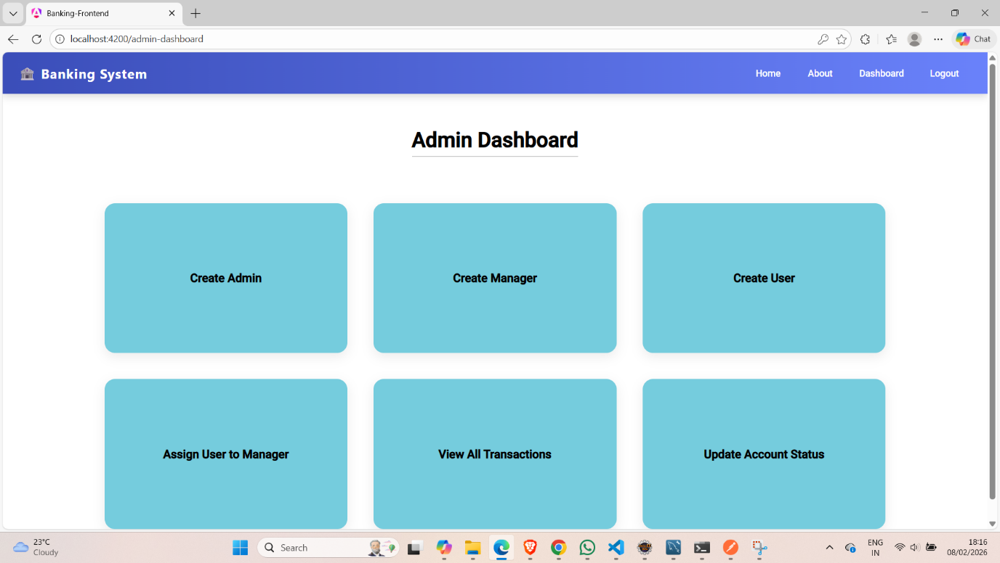 Banking-Frontend
localhost:4200/admin-dashboard
Chat
Banking System
Home
About
Dashboard
Logout
Admin Dashboard
Create Admin
Create Manager
Create User
Assign User to Manager
View All Transactions
Update Account Status
23°C
Cloudy
Search
ENG
IN
18:16
08/02/2026